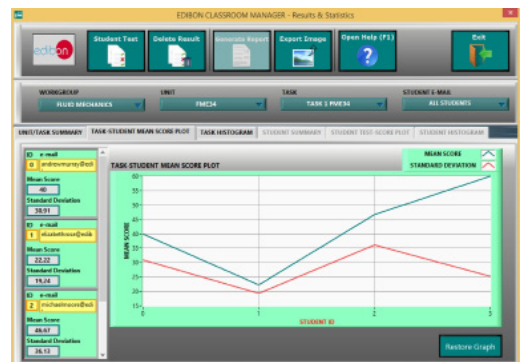 EDIBON CLASSROOM MANAGER - Results & Statistics
edibon
Student Test
Delete Result
Generate Report
Export Image
Open Help (F1)
Exit
WORKGROUP
FLUID MECHANICS
UNIT
FME34
TASK
TASK 1 FME34
STUDENT E-MAIL
ALL STUDENTS
UNIT/TASK SUMMARY
TASK-STUDENT MEAN SCORE PLOT
TASK HISTOGRAM
STUDENT SUMMARY
STUDENT TEST-SCORE PLOT
STUDENT HISTOGRAM
ID e-mail
0 andrewmurray@edi
Mean Score
40
Standard Deviation
30,91
ID e-mail
1
Mean Score
22,22
Standard Deviation
19,24
ID e-mail
2 michaelmoore@edi
Mean Score
46,67
Standard Deviation
36,13
TASK-STUDENT MEAN SCORE PLOT
MEAN SCORE
STANDARD DEVIATION
MEAN SCORE
60
55
50
45
40
35
30
25
20
15
0
1
2
3
STUDENT ID
Restore Graph